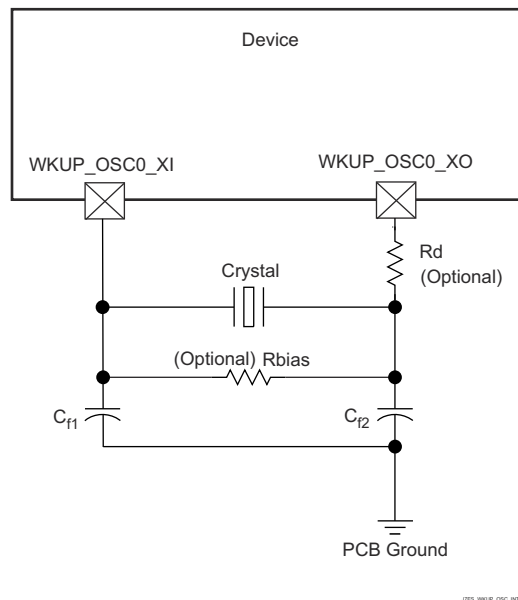 Device
WKUP_OSC0_XI
WKUP_OSC0_XO
Rd
(Optional)
Crystal
(Optional) Rbias
Cf1
Cf2
PCB Ground